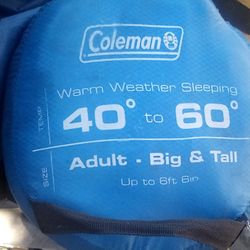 Coleman
Warm Weather Sleeping
TEMP
40° to 60°
Adult - Big & Tall
SIZE
Up to 6ft 6in